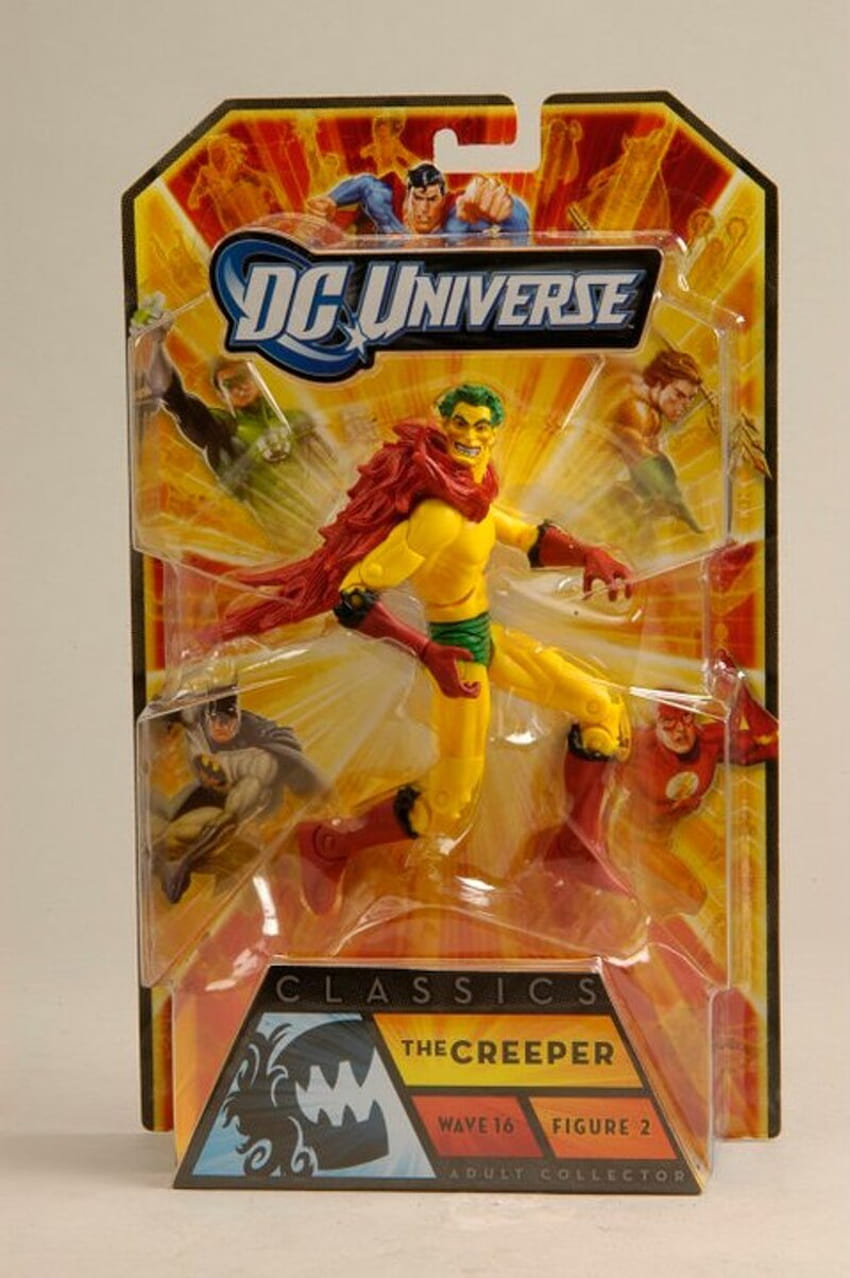 DC UNIVERSE
CLASSICS
THE CREEPER
WAVE 16 FIGURE 2
ADULT COLLECTOR